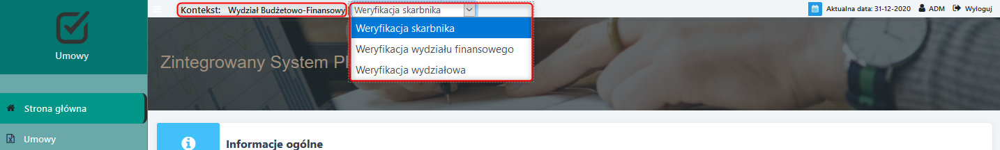 Umowy
Strona główna
Umowy
Kontekst: Wydział Budżetowo-Finansowy
Weryfikacja skarbnika
Weryfikacja skarbnika
Weryfikacja wydziału finansowego
Weryfikacja wydziałowa
Aktualna data: 31-12-2020 ADM Wyloguj
Zintegrowany System
Informacje ogólne